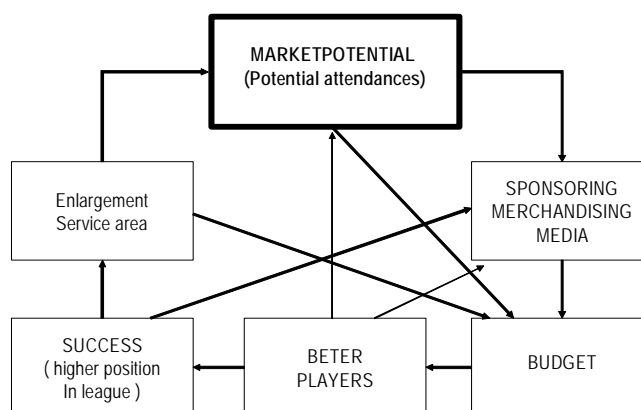 MARKETPOTENTIAL
(Potential attendances)
Enlargement
Service area
SPONSORING
MERCHANDISING
MEDIA
SUCCESS
( higher position
In league )
BETER
PLAYERS
BUDGET